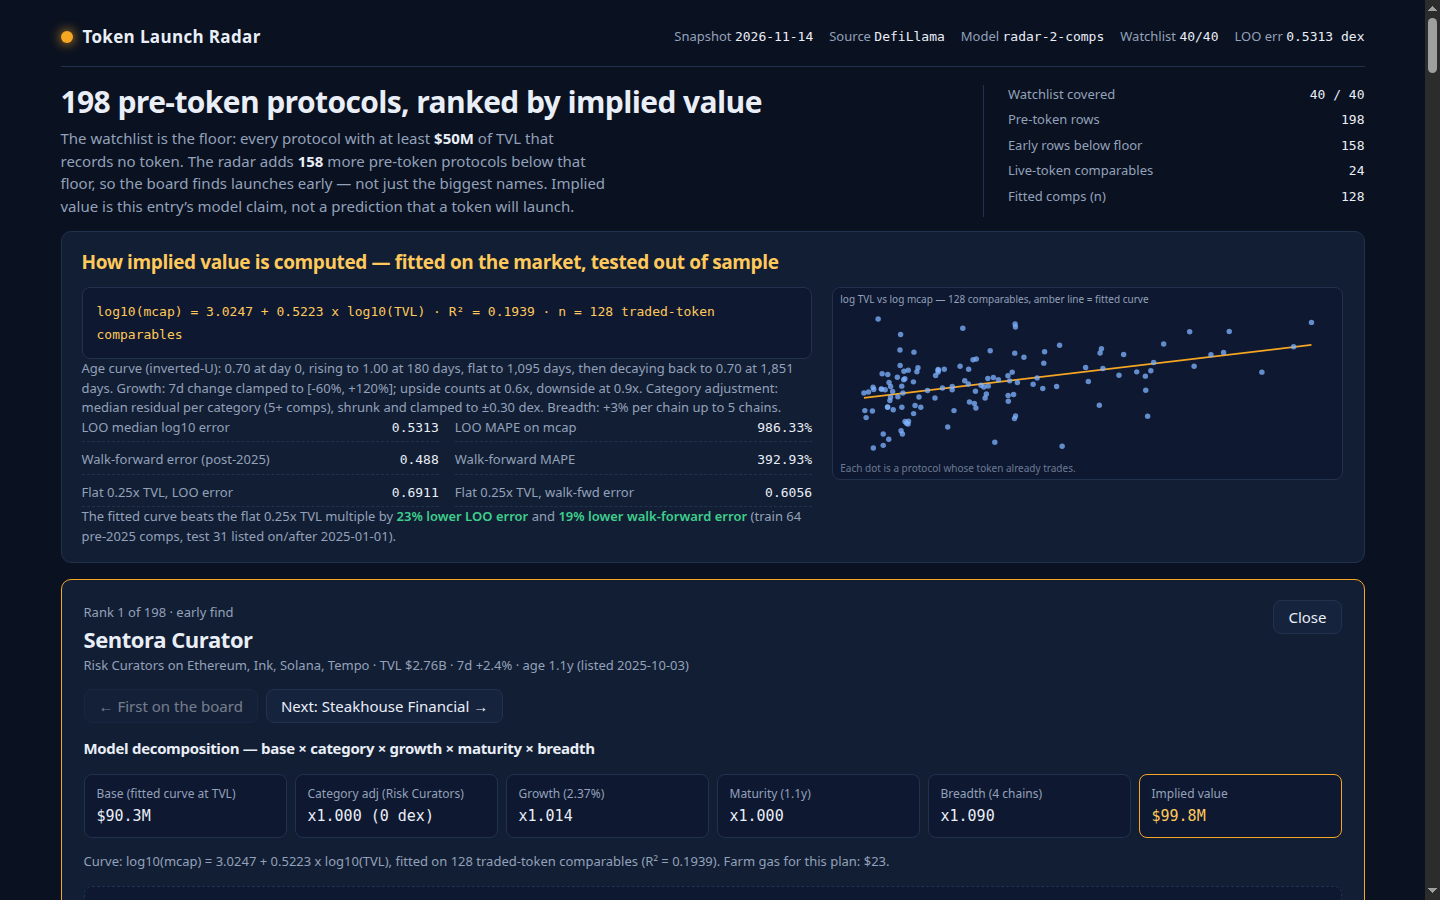 Token Launch Radar
Snapshot 2026-11-14 Source DefiLlama Model radar-2-comps Watchlist 40/40 LOO err 0.5313 dex
198 pre-token protocols, ranked by implied value
The watchlist is the floor: every protocol with at least $50M of TVL that
records no token. The radar adds 158 more pre-token protocols below that
floor, so the board finds launches early — not just the biggest names. Implied
value is this entry's model claim, not a prediction that a token will launch.
Watchlist covered 40 / 40
Pre-token rows 198
Early rows below floor 158
Live-token comparables 24
Fitted comps (n) 128
How implied value is computed — fitted on the market, tested out of sample
log10(mcap) = 3.0247 + 0.5223 x log10(TVL) · R² = 0.1939 · n = 128 traded-token
comparables
Age curve (inverted-U): 0.70 at day 0, rising to 1.00 at 180 days, flat to 1,095 days, then decaying back to 0.70 at 1,851
days. Growth: 7d change clamped to [-60%, +120%]; upside counts at 0.6x, downside at 0.9x. Category adjustment:
median residual per category (5+ comps), shrunk and clamped to ±0.30 dex. Breadth: +3% per chain up to 5 chains.
LOO median log10 error 0.5313 LOO MAPE on mcap 986.33%
Walk-forward error (post-2025) 0.488 Walk-forward MAPE 392.93%
Flat 0.25x TVL, LOO error 0.6911 Flat 0.25x TVL, walk-fwd error 0.6056
The fitted curve beats the flat 0.25x TVL multiple by 23% lower LOO error and 19% lower walk-forward error (train 64
pre-2025 comps, test 31 listed on/after 2025-01-01).
log TVL vs log mcap — 128 comparables, amber line = fitted curve
Each dot is a protocol whose token already trades.
Rank 1 of 198 · early find
Close
Sentora Curator
Risk Curators on Ethereum, Ink, Solana, Tempo · TVL $2.76B · 7d +2.4% · age 1.1y (listed 2025-10-03)
← First on the board
Next: Steakhouse Financial →
Model decomposition — base × category × growth × maturity × breadth
Base (fitted curve at TVL)
$90.3M
Category adj (Risk Curators)
x1.000 (0 dex)
Growth (2.37%)
x1.014
Maturity (1.1y)
x1.000
Breadth (4 chains)
x1.090
Implied value
$99.8M
Curve: log10(mcap) = 3.0247 + 0.5223 x log10(TVL), fitted on 128 traded-token comparables (R² = 0.1939). Farm gas for this plan: $23.